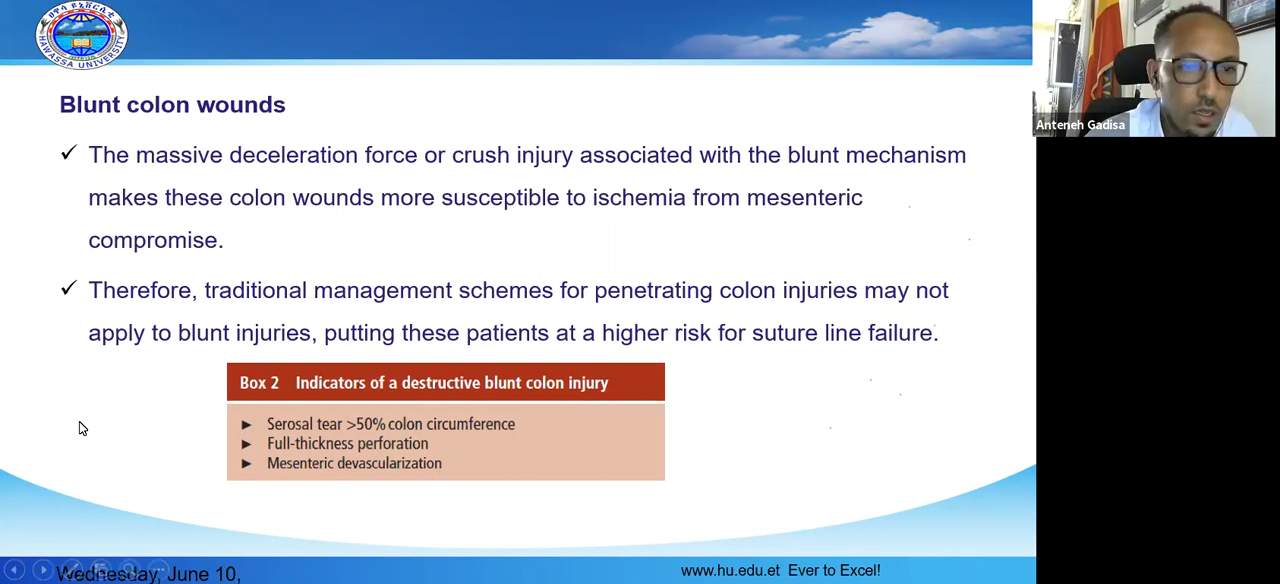 HAWASSA UNIVERSITY
Anteneh Gadisa
Blunt colon wounds
✓ The massive deceleration force or crush injury associated with the blunt mechanism
makes these colon wounds more susceptible to ischemia from mesenteric
compromise.
✓ Therefore, traditional management schemes for penetrating colon injuries may not
apply to blunt injuries, putting these patients at a higher risk for suture line failure.
Box 2 Indicators of a destructive blunt colon injury
► Serosal tear >50% colon circumference
► Full-thickness perforation
► Mesenteric devascularization
Wednesday, June 10,
www.hu.edu.et Ever to Excel!